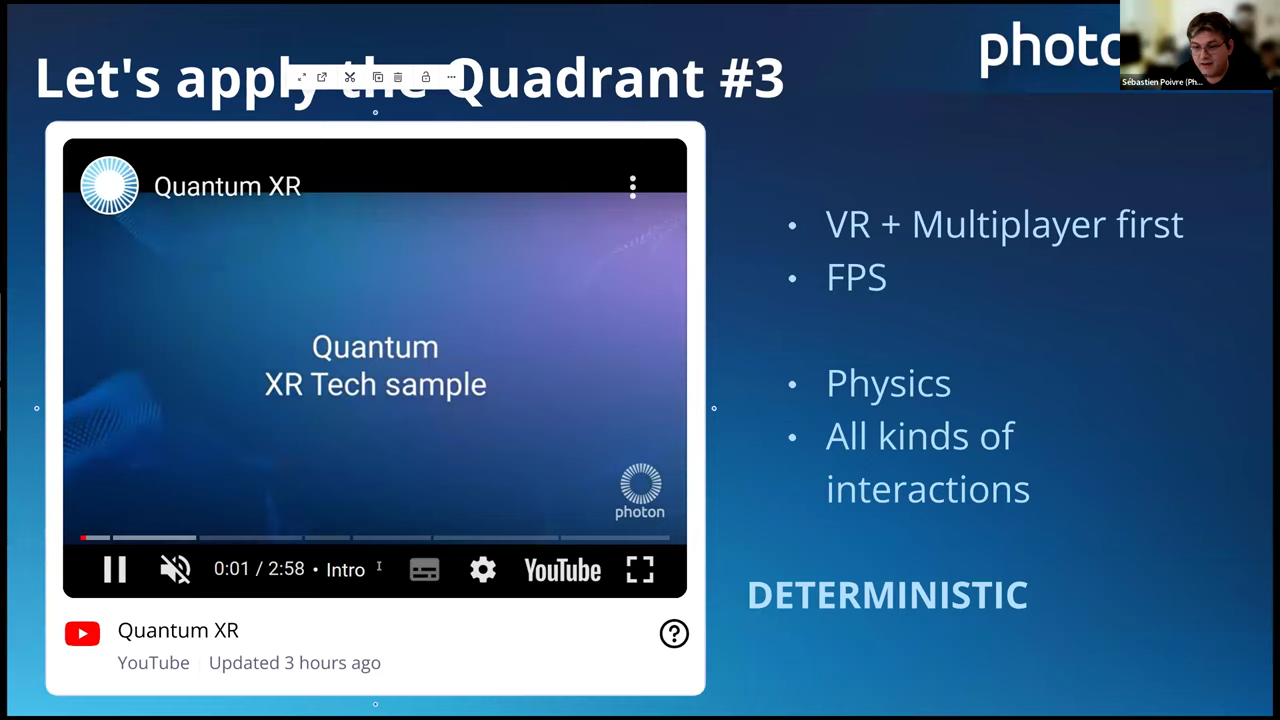 Let's apply the Quadrant #3
photo
Sébastien Poivre (Ph...
Quantum XR
Quantum
XR Tech sample
photon
0:01 / 2:58 • Intro
YouTube
Quantum XR
YouTube
Updated 3 hours ago
• VR + Multiplayer first
• FPS
• Physics
• All kinds of
interactions
DETERMINISTIC